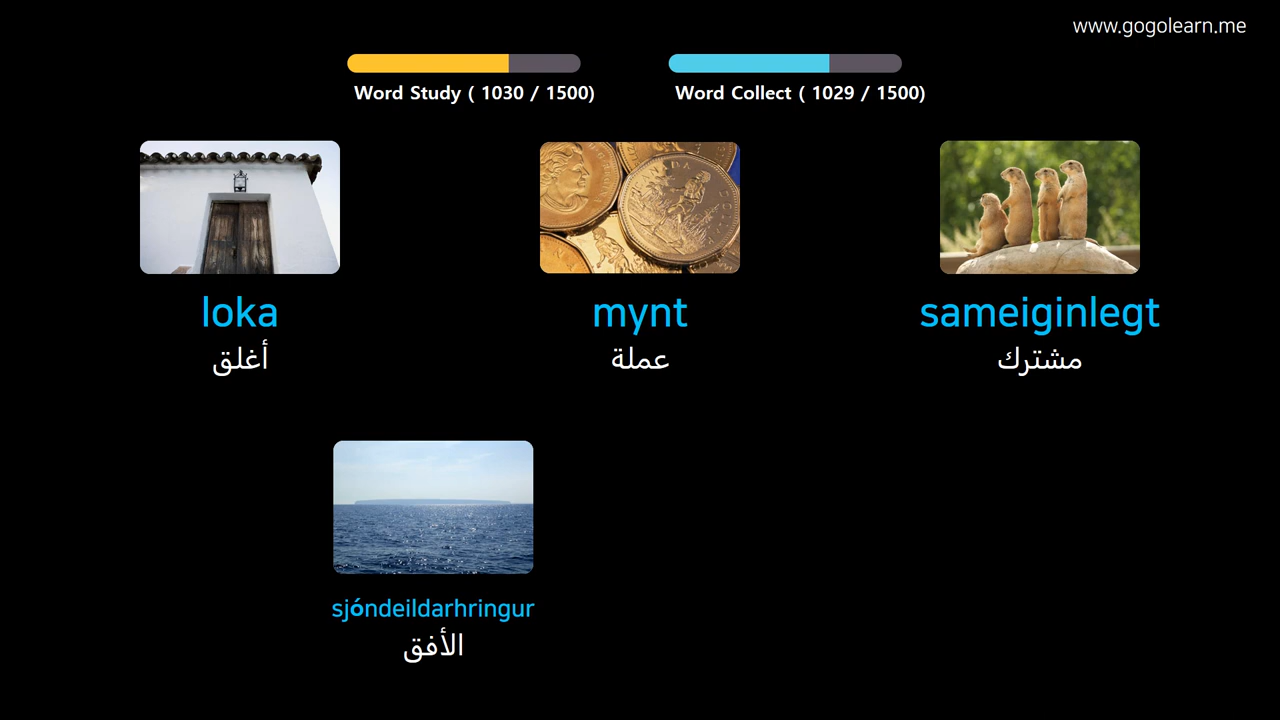 www.gogolearn.me
Word Study ( 1030 / 1500)
Word Collect ( 1029 / 1500)
loka
أغلق
mynt
عملة
sameiginlegt
مشترك
sjóndeildarhringur
الأفق